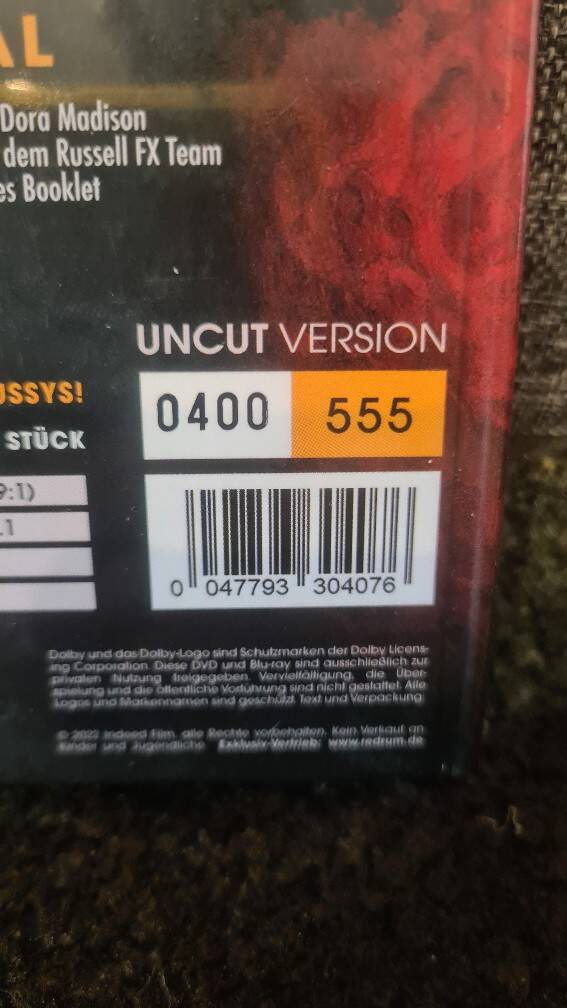 AL
Dora Madison
dem Russell FX Team
es Booklet
UNCUT VERSION
USSYS!
0400 555
STÜCK
9:1)
.1
0 047793 304076
Dolby und das Dolby-Logo sind Schutzmarken der Dolby Licens-
ing Corporation. Diese DVD und Blu-ray sind ausschließlich zur
privaten Nutzung freigegeben. Vervielfältigung, die Über-
spielung und die öffentliche Vorführung sind nicht gestattet. Alle
Logos und Markennamen sind geschützt. Text und Verpackung
© 2022 Indeed Film, alle Rechte vorbehalten. Kein Verkauf an
Kinder und Jugendliche Exklusiv-Vertrieb: www.redrum.de